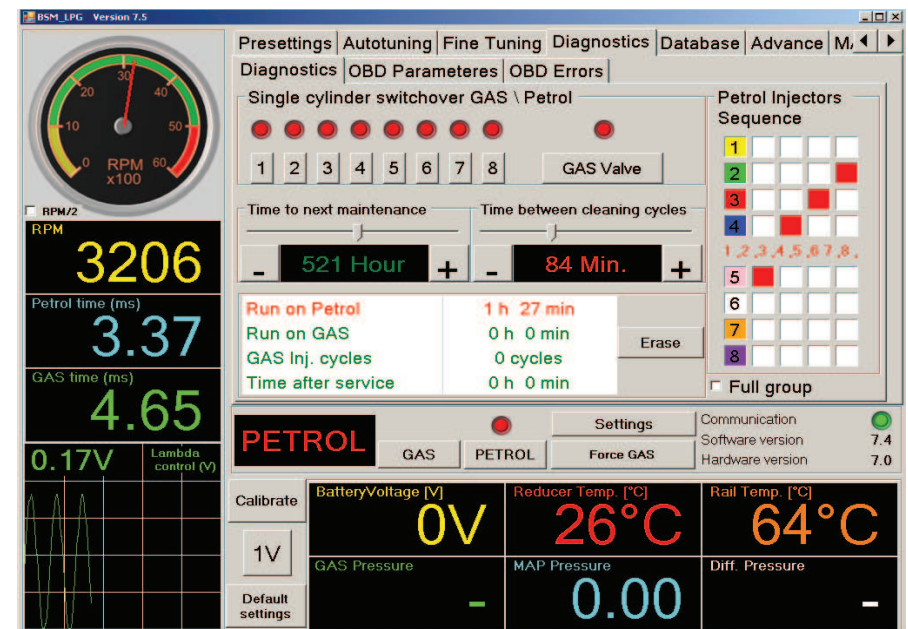 BSM_LPG Version 7.5
Presettings Autotuning Fine Tuning Diagnostics Database Advance
Diagnostics OBD Parameteres OBD Errors
Single cylinder switchover GAS \ Petrol
1 2 3 4 5 6 7 8 GAS Valve
Petrol Injectors
Sequence
1
2
3
4
1 ,2 ,3 ,4 ,5 ,6 7 ,8 ,
5
6
7
8
Full group
0 10 20 30 40 50 60
RPM
x100
RPM/2
RPM
3206
Petrol time (ms)
3.37
GAS time (ms)
4.65
0.17V Lambda
control (V)
Time to next maintenance
- 521 Hour +
Time between cleaning cycles
- 84 Min. +
Run on Petrol 1 h 27 min
Run on GAS 0 h 0 min
GAS Inj. cycles 0 cycles
Time after service 0 h 0 min
Erase
PETROL GAS PETROL
Settings
Force GAS
Communication
Software version 7.4
Hardware version 7.0
Calibrate
1V
Default
settings
BatteryVoltage [V]
0V
Reducer Temp. [°C]
26°C
Rail Temp. [°C]
64°C
GAS Pressure
-
MAP Pressure
0.00
Diff. Pressure
-